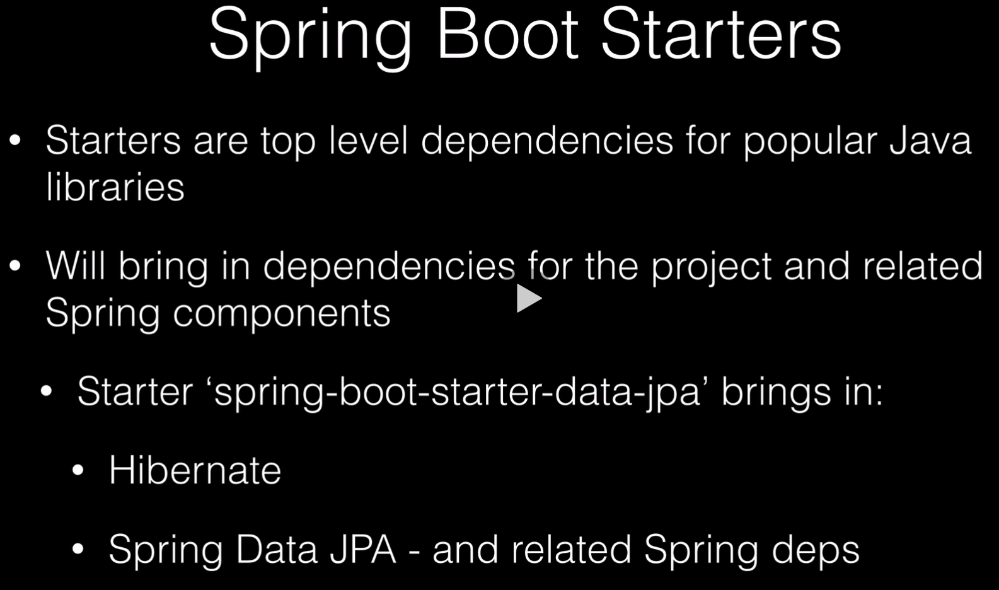 Spring Boot Starters
• Starters are top level dependencies for popular Java
libraries
• Will bring in dependencies for the project and related
Spring components
• Starter ‘spring-boot-starter-data-jpa’ brings in:
• Hibernate
• Spring Data JPA - and related Spring deps